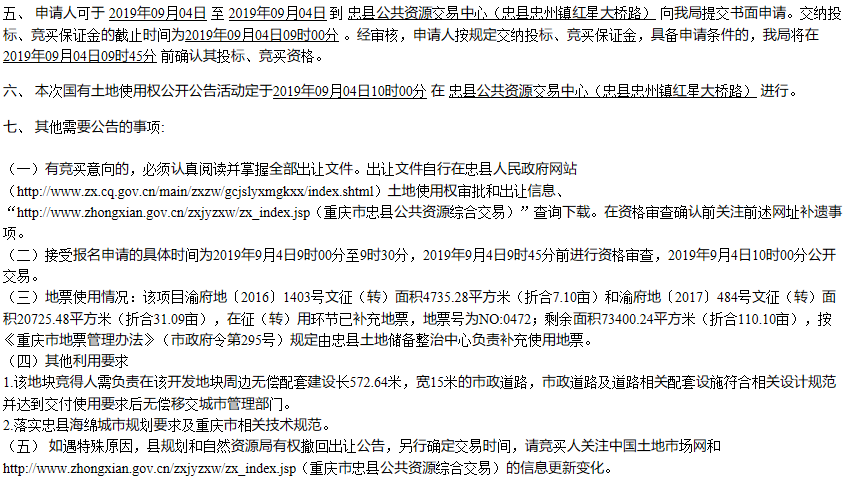 五、 申请人可于 2019年09月04日 至 2019年09月04日 到 忠县公共资源交易中心（忠县忠州镇红星大桥路） 向我局提交书面申请。交纳投
标、竞买保证金的截止时间为2019年09月04日09时00分 。经审核，申请人按规定交纳投标、竞买保证金，具备申请条件的，我局将在
2019年09月04日09时45分 前确认其投标、竞买资格。
六、 本次国有土地使用权公开公告活动定于2019年09月04日10时00分 在 忠县公共资源交易中心（忠县忠州镇红星大桥路） 进行。
七、 其他需要公告的事项:
（一）有竞买意向的，必须认真阅读并掌握全部出让文件。出让文件自行在忠县人民政府网站
（http://www.zx.cq.gov.cn/main/zxzw/gcjslyxmgkxx/index.shtml）土地使用权审批和出让信息、
“http://www.zhongxian.gov.cn/zxjyzxw/zx_index.jsp（重庆市忠县公共资源综合交易）”查询下载。在资格审查确认前关注前述网址补遗事
项。
（二）接受报名申请的具体时间为2019年9月4日9时00分至9时30分，2019年9月4日9时45分前进行资格审查，2019年9月4日10时00分公开
交易。
（三）地票使用情况：该项目渝府地〔2016〕1403号文征（转）面积4735.28平方米（折合7.10亩）和渝府地〔2017〕484号文征（转）面
积20725.48平方米（折合31.09亩），在征（转）用环节已补充地票，地票号为NO:0472；剩余面积73400.24平方米（折合110.10亩），按
《重庆市地票管理办法》（市政府令第295号）规定由忠县土地储备整治中心负责补充使用地票。
（四）其他利用要求
1.该地块竞得人需负责在该开发地块周边无偿配套建设长572.64米，宽15米的市政道路，市政道路及道路相关配套设施符合相关设计规范
并达到交付使用要求后无偿移交城市管理部门。
2.落实忠县海绵城市规划要求及重庆市相关技术规范。
（五） 如遇特殊原因，县规划和自然资源局有权撤回出让公告，另行确定交易时间，请竞买人关注中国土地市场网和
http://www.zhongxian.gov.cn/zxjyzxw/zx_index.jsp（重庆市忠县公共资源综合交易）的信息更新变化。